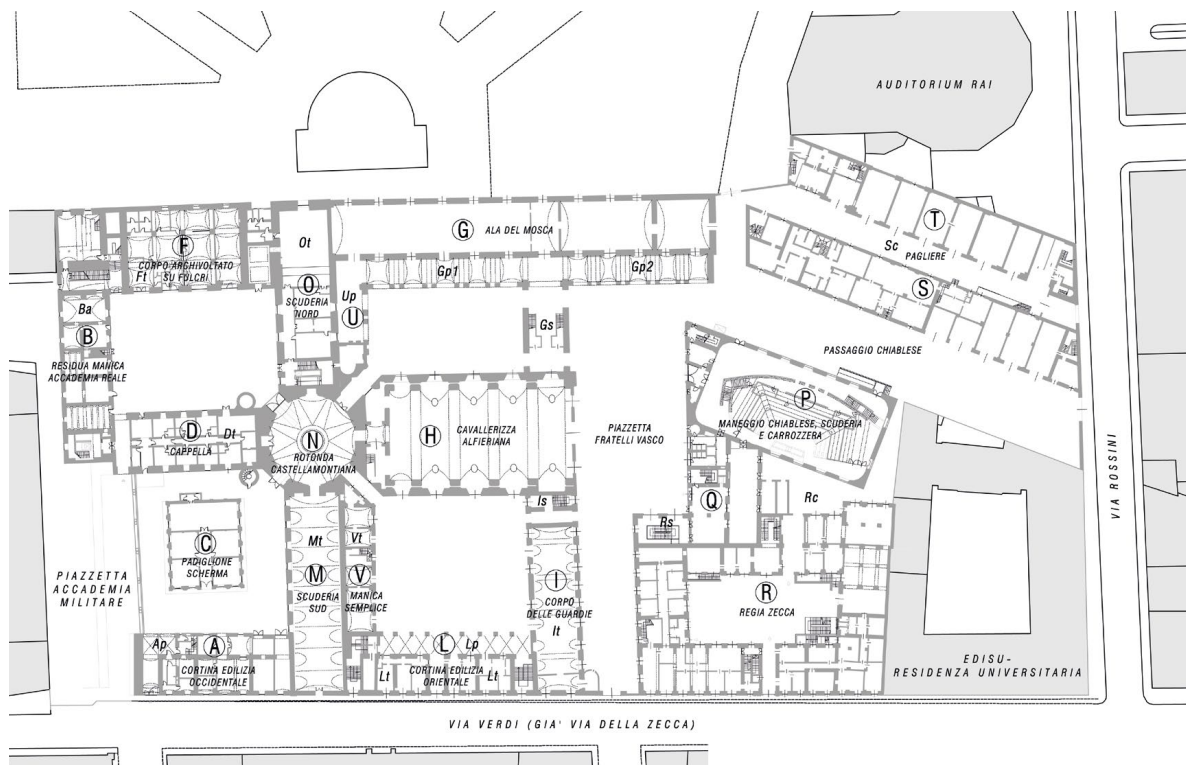 AUDITORIUM RAI
T
G
ALA DEL MOSCA
F
CORPO ARCHIVOLTATO
SU FULCRI
Ft
Ot
O
SCUDERIA
NORD
Sc
PAGLIERE
S
Gp1
Gp2
Up
U
Ba
B
Gs
RESIDUA MANICA
ACCADEMIA REALE
PASSAGGIO CHIABLESE
P
MANEGGIO CHIABLESE, SCUDERIA
E CARROZZERA
D
Dt
CAPPELLA
N
ROTONDA
CASTELLAMONTIANA
H
CAVALLERIZZA
ALFIERIANA
PIAZZETTA
FRATELLI VASCO
VIA ROSSINI
Is
Q
Rc
Rs
C
PADIGLIONE
SCHERMA
Mt
M
SCUDERIA
SUD
Vt
V
MANICA
SEMPLICE
I
CORPO
DELLE GUARDIE
It
R
REGIA ZECCA
PIAZZETTA
ACCADEMIA
MILITARE
Ap
A
CORTINA EDILIZIA
OCCIDENTALE
L
Lp
CORTINA EDILIZIA
ORIENTALE
Lt
Lt
EDISU-
RESIDENZA UNIVERSITARIA
VIA VERDI (GIA' VIA DELLA ZECCA)